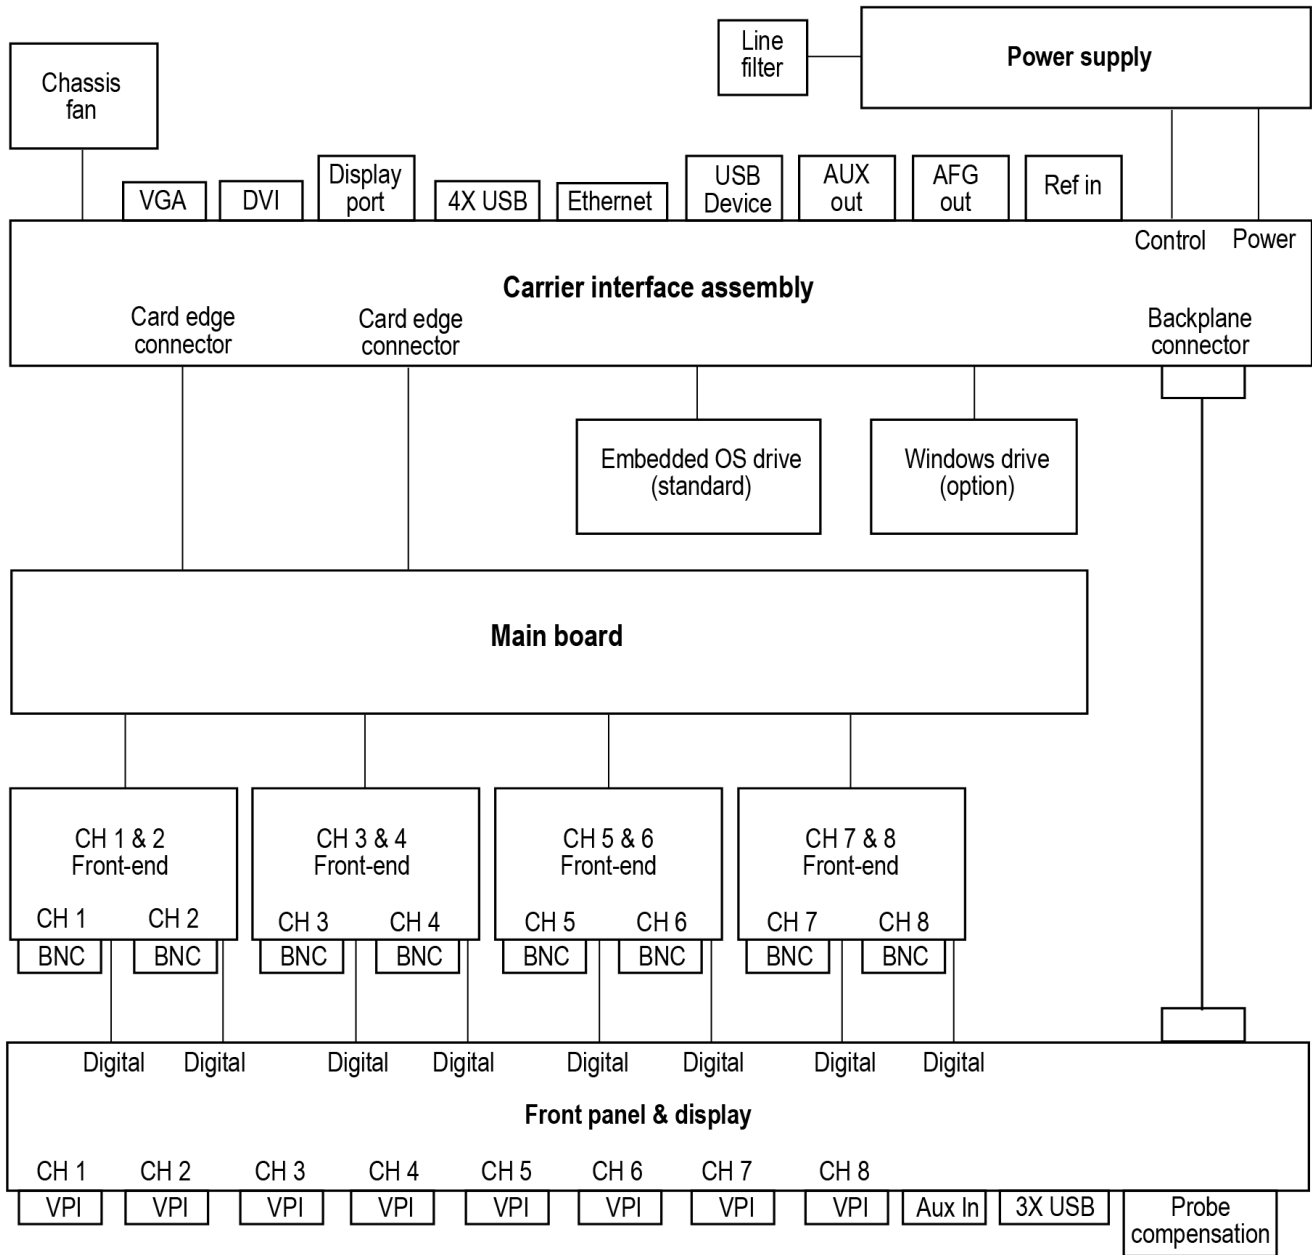 Line
filter
Power supply
Chassis
fan
VGA
DVI
Display
port
4X USB
Ethernet
USB
Device
AUX
out
AFG
out
Ref in
Control
Power
Carrier interface assembly
Card edge
connector
Card edge
connector
Backplane
connector
Embedded OS drive
(standard)
Windows drive
(option)
Main board
CH 1 & 2
Front-end
CH 1
CH 2
BNC
BNC
CH 3 & 4
Front-end
CH 3
CH 4
BNC
BNC
CH 5 & 6
Front-end
CH 5
CH 6
BNC
BNC
CH 7 & 8
Front-end
CH 7
CH 8
BNC
BNC
Digital
Digital
Digital
Digital
Digital
Digital
Digital
Digital
Front panel & display
CH 1
CH 2
CH 3
CH 4
CH 5
CH 6
CH 7
CH 8
VPI
VPI
VPI
VPI
VPI
VPI
VPI
VPI
Aux In
3X USB
Probe
compensation